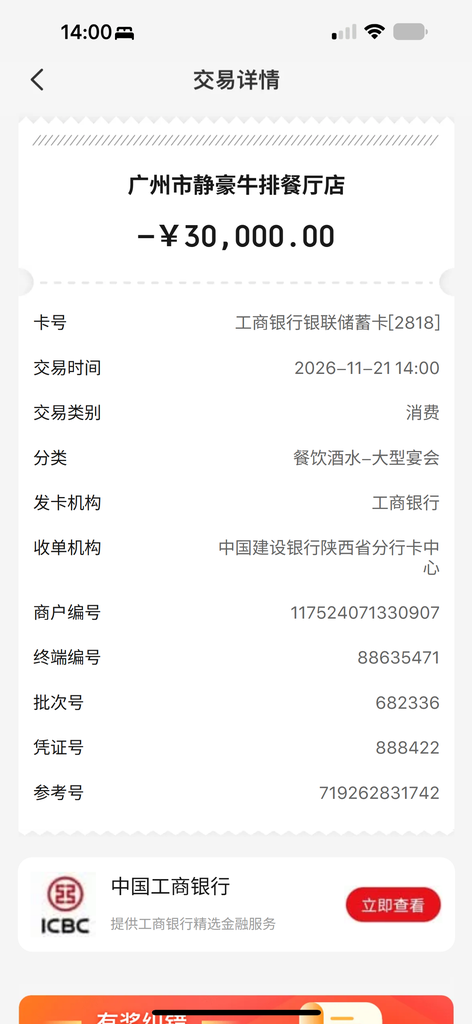 14:00
交易详情
广州市静豪牛排餐厅店
-￥30,000.00
卡号 工商银行银联储蓄卡[2818]
交易时间 2026-11-21 14:00
交易类别 消费
分类 餐饮酒水-大型宴会
发卡机构 工商银行
收单机构 中国建设银行陕西省分行卡中
心
商户编号 117524071330907
终端编号 88635471
批次号 682336
凭证号 888422
参考号 719262831742
中国工商银行
ICBC
提供工商银行精选金融服务
立即查看
有奖纠错